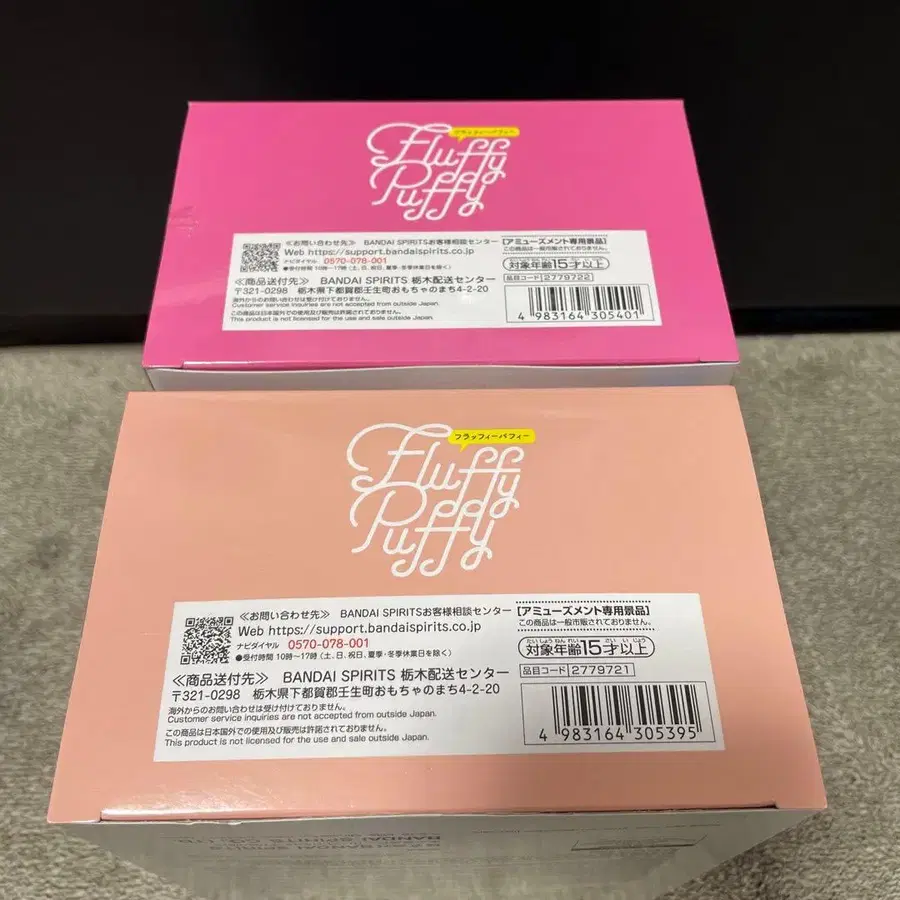 フラッフィーパフィー
Fluffy
Puffy
≪お問い合わせ先≫ BANDAI SPIRITSお客様相談センター
Web https://support.bandaispirits.co.jp
ナビダイヤル 0570-078-001
●受付時間 10時〜17時 (土、日、祝日、夏季・冬季休業日を除く)
≪商品送付先≫ BANDAI SPIRITS 栃木配送センター
〒321-0298 栃木県下都賀郡壬生町おもちゃのまち4-2-20
海外からのお問い合わせは受け付けておりません。
Customer service inquiries are not accepted from outside Japan.
この商品は日本国外での使用及び販売は許諾されておりません。
This product is not licensed for the use and sale outside Japan.
[アミューズメント専用景品]
この商品は一般市販されておりません。
対象年齢15才以上
品目コード 2779722
4 983164 305401
フラッフィーパフィー
Fluffy
Puffy
≪お問い合わせ先≫ BANDAI SPIRITSお客様相談センター
Web https://support.bandaispirits.co.jp
ナビダイヤル 0570-078-001
●受付時間 10時〜17時 (土、日、祝日、夏季・冬季休業日を除く)
≪商品送付先≫ BANDAI SPIRITS 栃木配送センター
〒321-0298 栃木県下都賀郡壬生町おもちゃのまち4-2-20
海外からのお問い合わせは受け付けておりません。
Customer service inquiries are not accepted from outside Japan.
この商品は日本国外での使用及び販売は許諾されておりません。
This product is not licensed for the use and sale outside Japan.
[アミューズメント専用景品]
この商品は一般市販されておりません。
たいしょうねんれい さいいじょう
対象年齢15才以上
品目コード 2779721
4 983164 305395